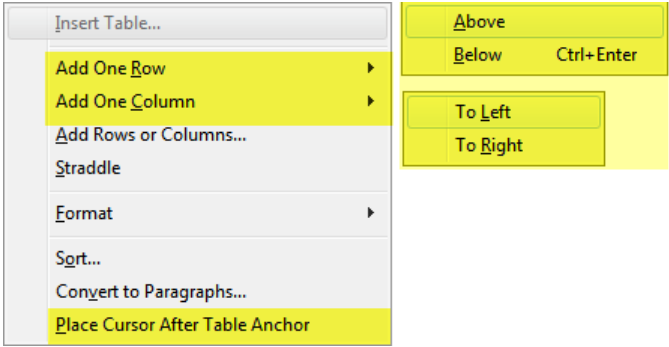 Insert Table...
Add One Row
Add One Column
Add Rows or Columns...
Straddle
Format
Sort...
Convert to Paragraphs...
Place Cursor After Table Anchor
Above
Below Ctrl+Enter
To Left
To Right